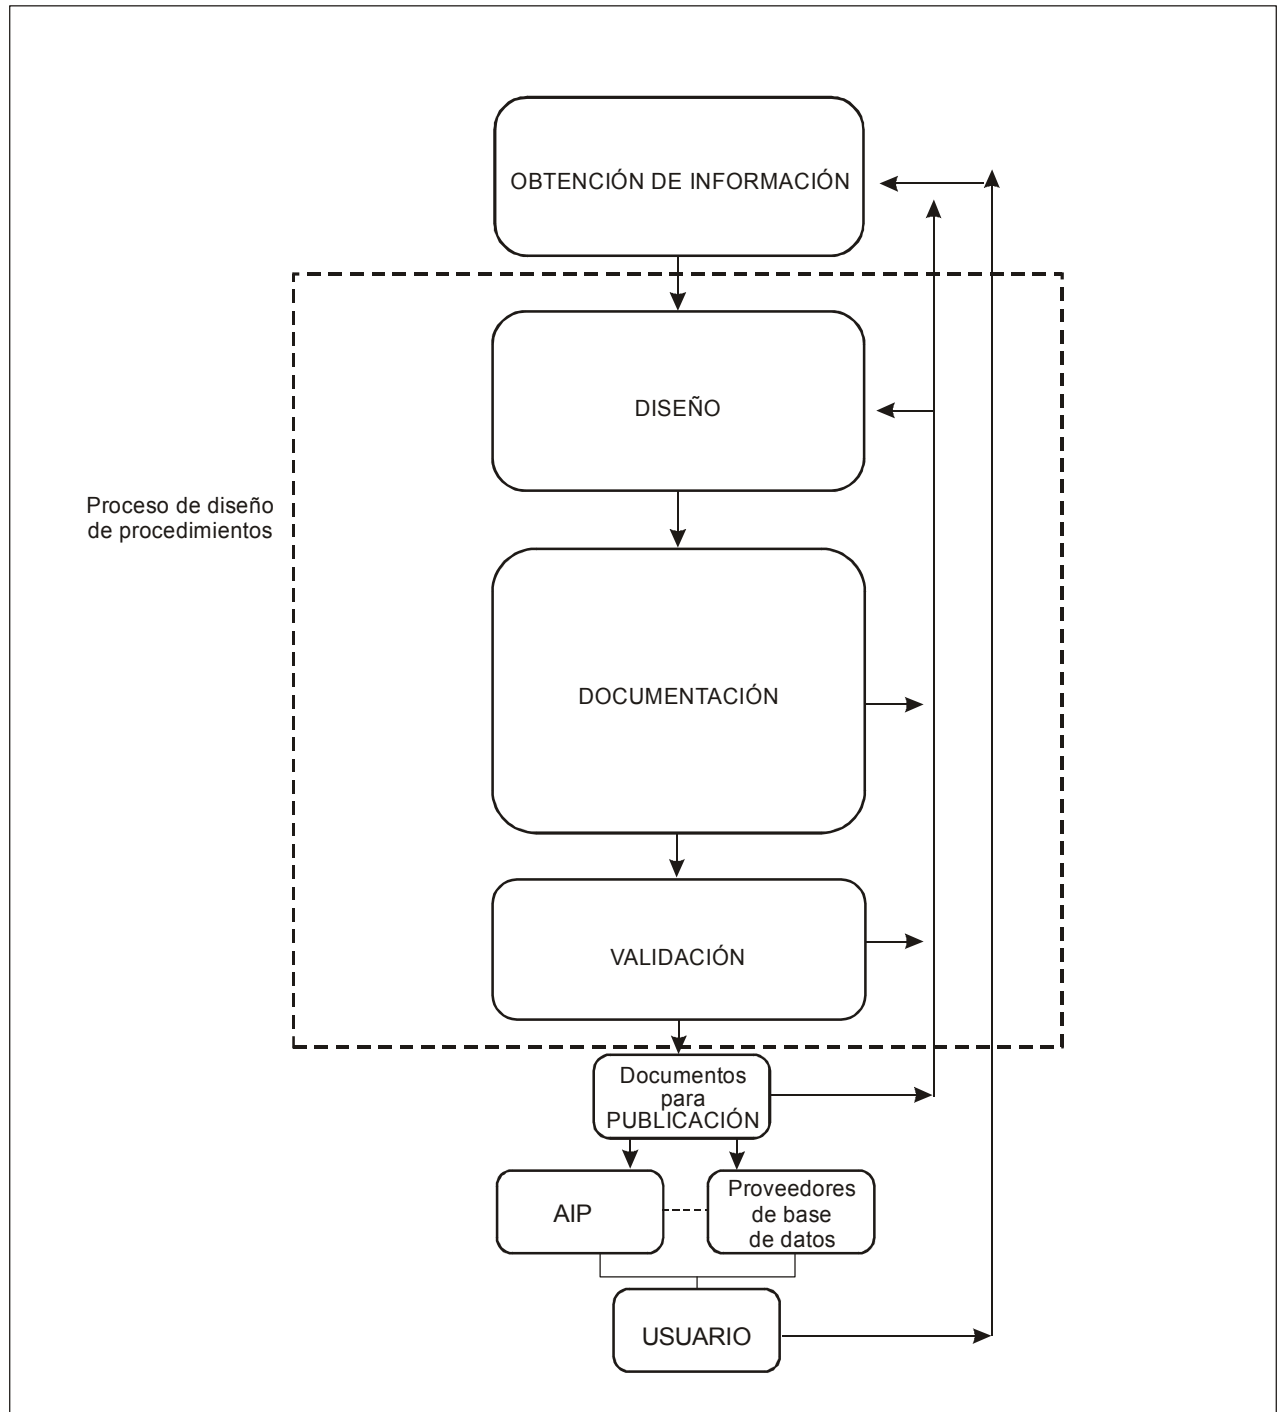 OBTENCIÓN DE INFORMACIÓN
DISEÑO
Proceso de diseño
de procedimientos
DOCUMENTACIÓN
VALIDACIÓN
Documentos
para
PUBLICACIÓN
AIP
Proveedores
de base
de datos
USUARIO